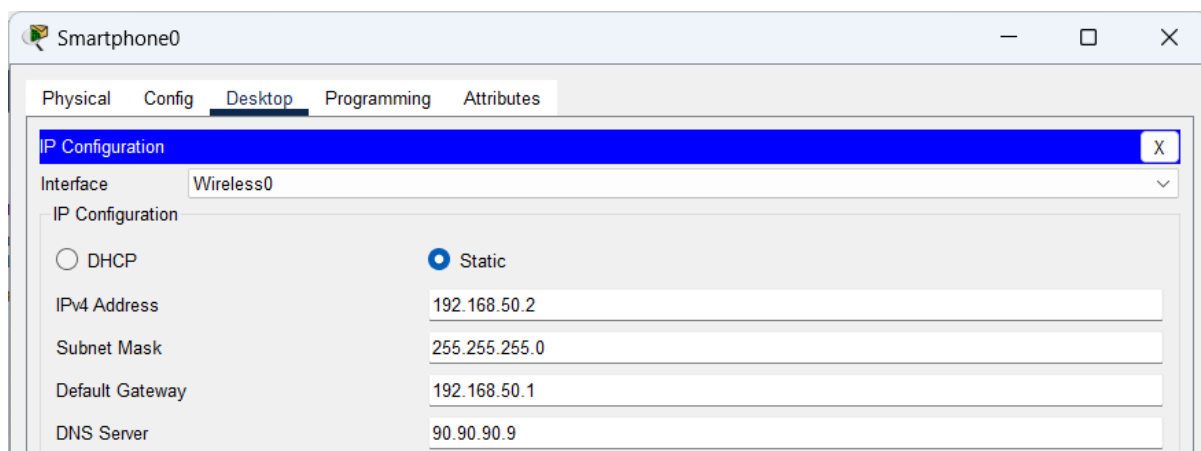 Smartphone0
Physical Config Desktop Programming Attributes
IP Configuration X
Interface Wireless0
IP Configuration
DHCP Static
IPv4 Address 192.168.50.2
Subnet Mask 255.255.255.0
Default Gateway 192.168.50.1
DNS Server 90.90.90.9